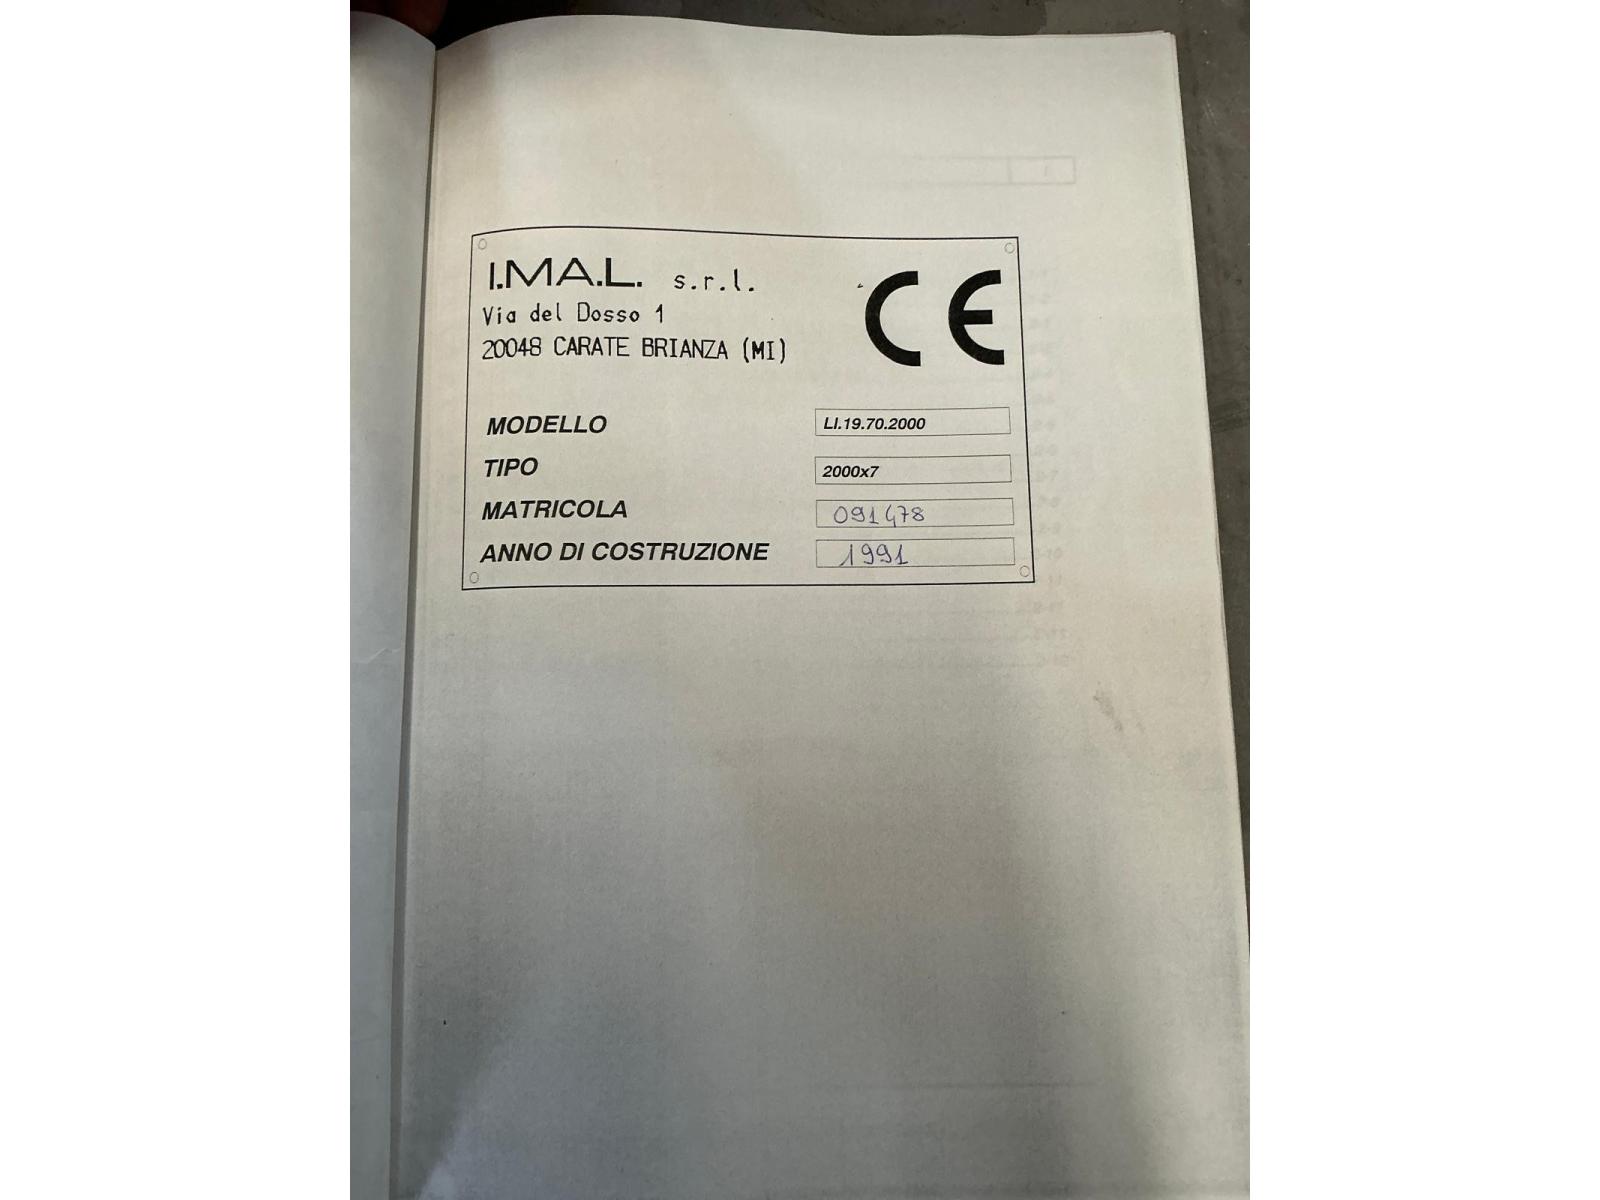 I.MA.L. s.r.l.
Via del Dosso 1
20048 CARATE BRIANZA (MI)
CE
MODELLO LI.19.70.2000
TIPO 2000x7
MATRICOLA 091478
ANNO DI COSTRUZIONE 1991